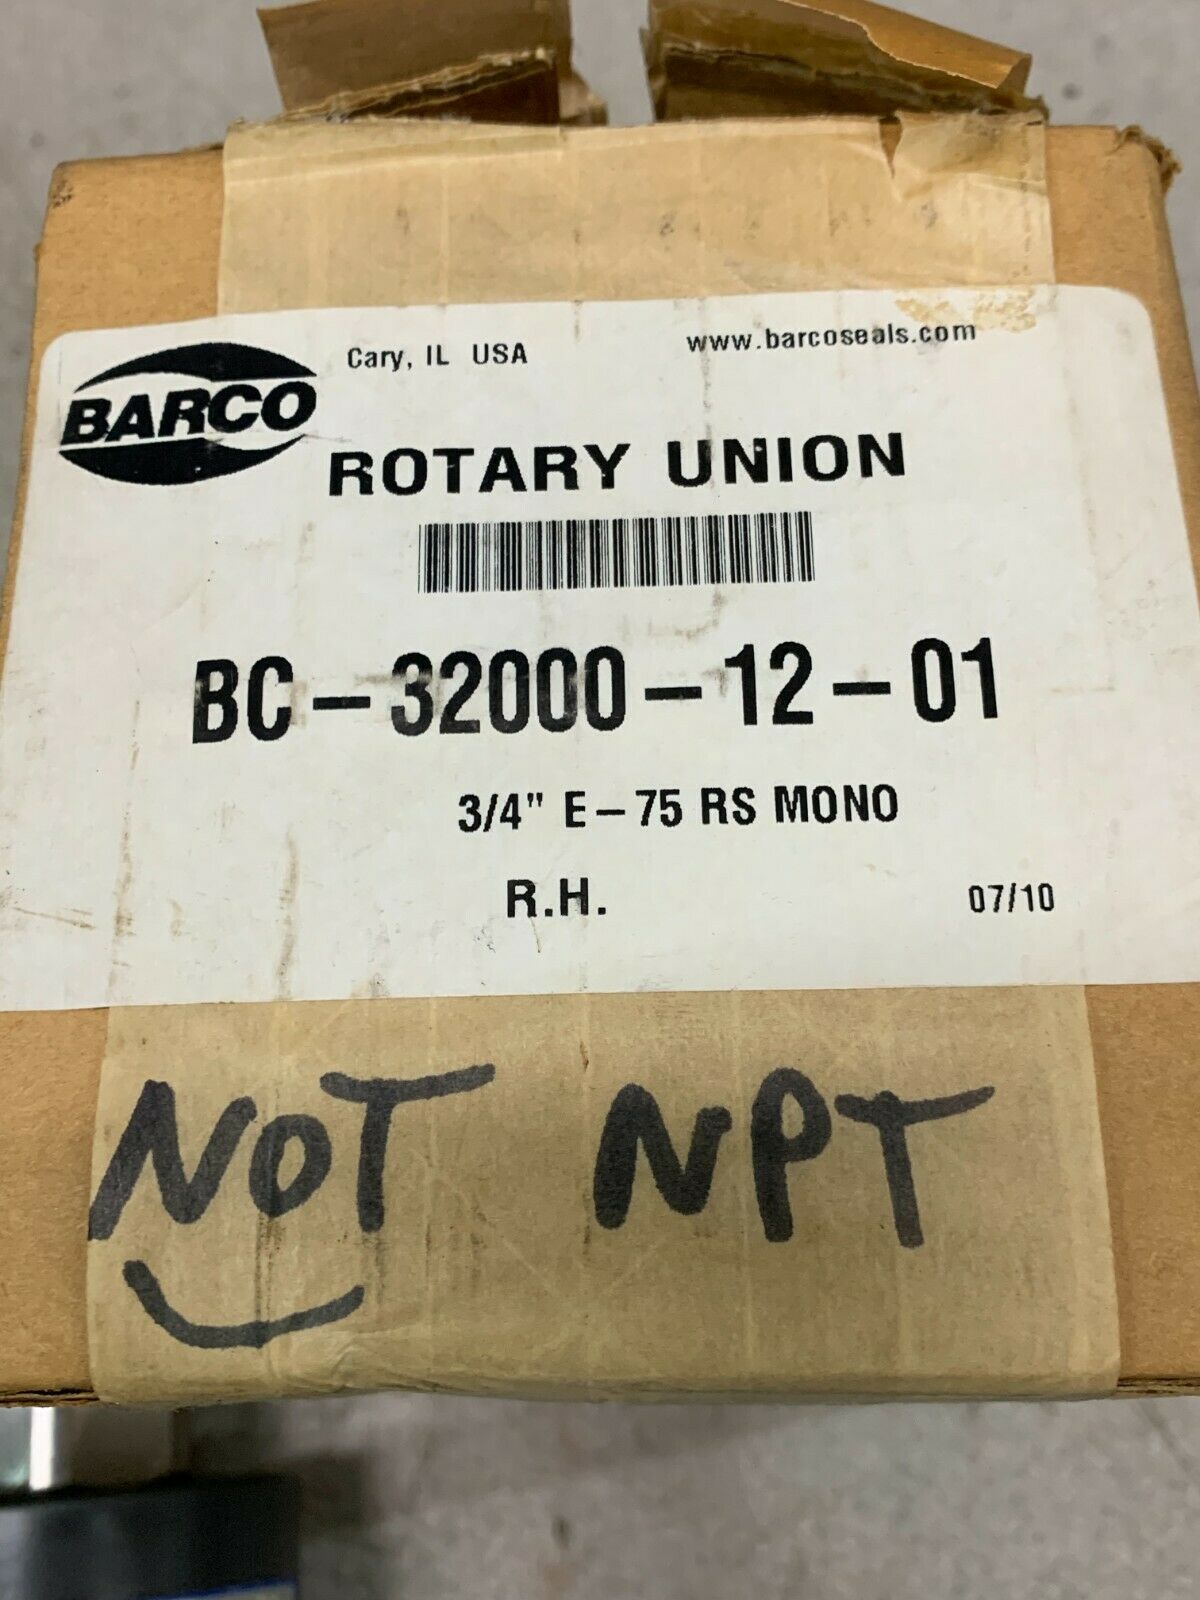 Cary, IL USA
www.barcoseals.com
BARCO
ROTARY UNION
BC-32000-12-01
3/4" E-75 RS MONO
R.H.
07/10
NOT NPT